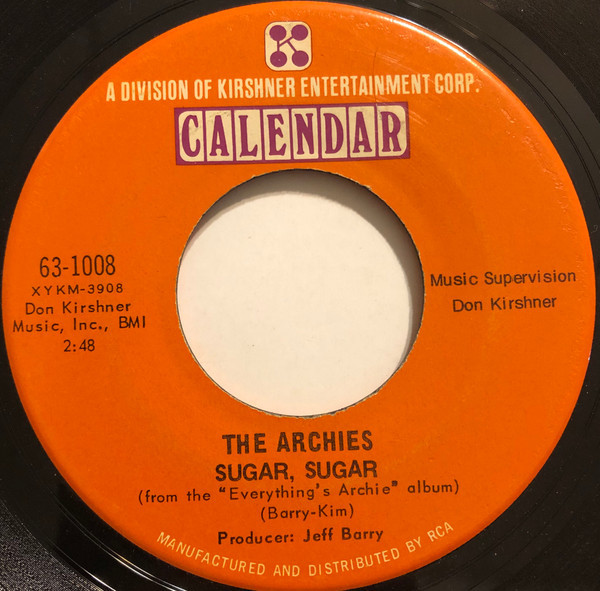 K
A DIVISION OF KIRSHNER ENTERTAINMENT CORP.
CALENDAR
63-1008
XYKM-3908
Don Kirshner
Music, Inc., BMI
2:48
Music Supervision
Don Kirshner
THE ARCHIES
SUGAR, SUGAR
(from the "Everything's Archie" album)
(Barry-Kim)
Producer: Jeff Barry
MANUFACTURED AND DISTRIBUTED BY RCA